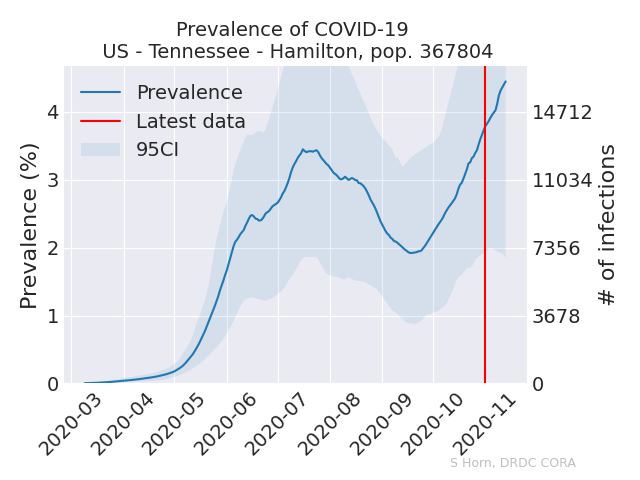 Prevalence of COVID-19
US - Tennessee - Hamilton, pop. 367804
Prevalence
Latest data
95CI
Prevalence (%)
4
3
2
1
0
14712
11034
7356
3678
0
# of infections
2020-03
2020-04
2020-05
2020-06
2020-07
2020-08
2020-09
2020-10
2020-11
S Horn, DRDC CORA